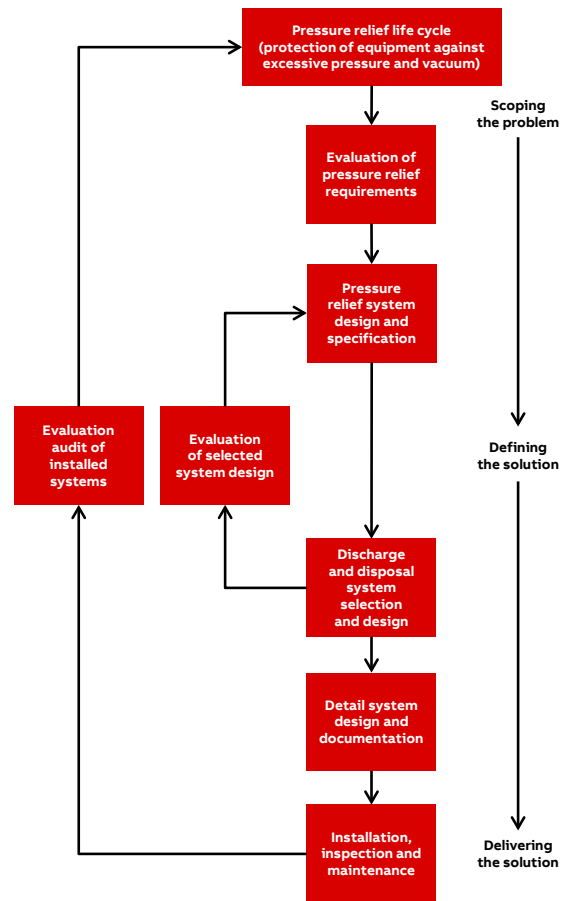 Pressure relief life cycle
(protection of equipment against
excessive pressure and vacuum)
Scoping
the problem
Evaluation of
pressure relief
requirements
Pressure
relief system
design and
specification
Evaluation
audit of
installed
systems
Evaluation
of selected
system design
Defining
the solution
Discharge
and disposal
system
selection
and design
Detail system
design and
documentation
Installation,
inspection and
maintenance
Delivering
the solution